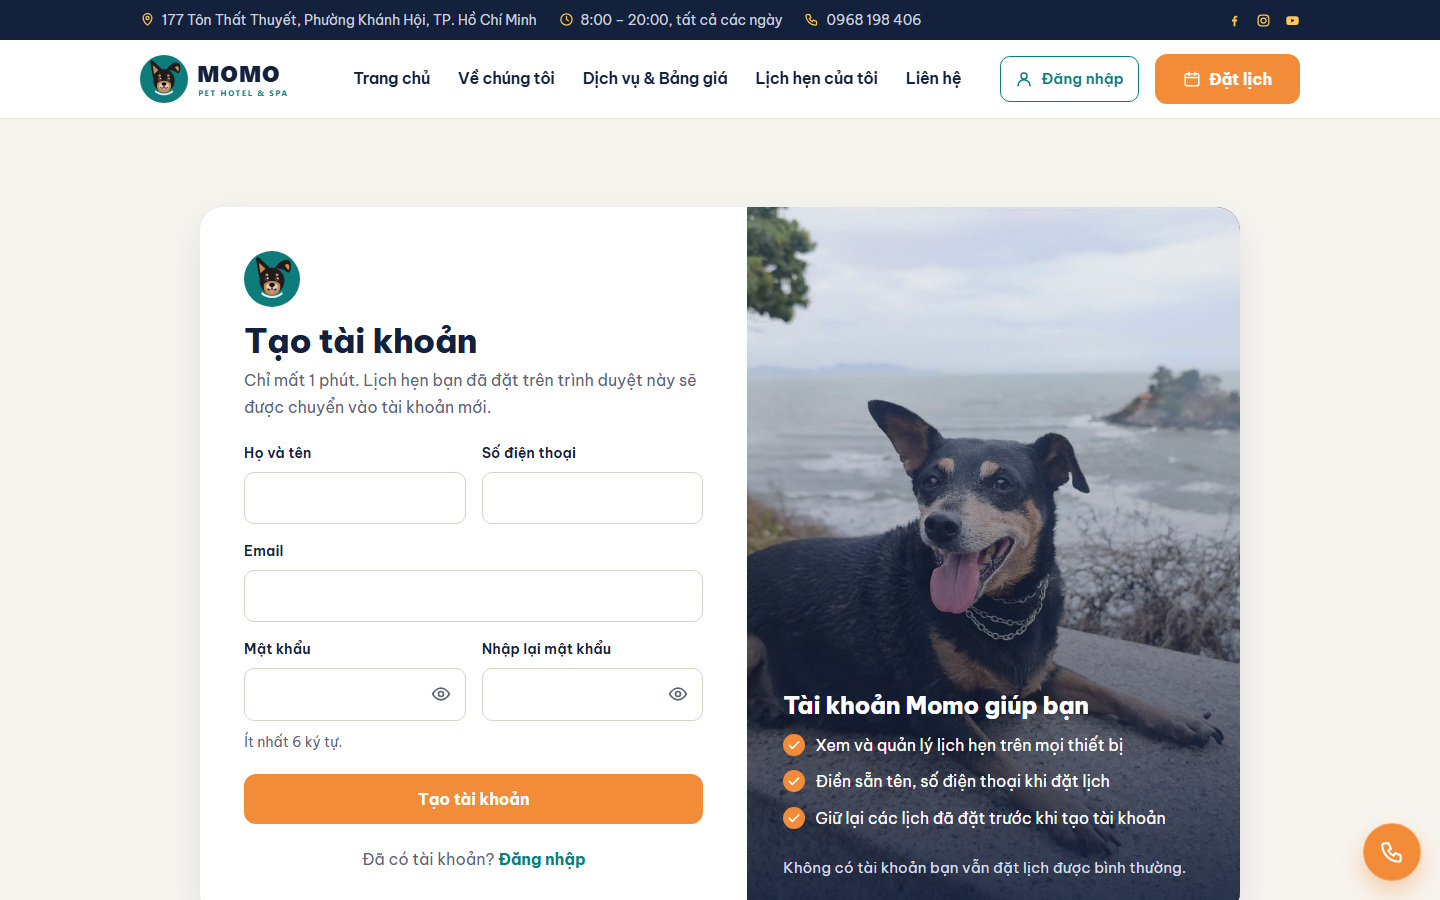 177 Tôn Thất Thuyết, Phường Khánh Hội, TP. Hồ Chí Minh
8:00 – 20:00, tất cả các ngày
0968 198 406
MOMO
PET HOTEL & SPA
Trang chủ
Về chúng tôi
Dịch vụ & Bảng giá
Lịch hẹn của tôi
Liên hệ
Đăng nhập
Đặt lịch
Tạo tài khoản
Chỉ mất 1 phút. Lịch hẹn bạn đã đặt trên trình duyệt này sẽ
được chuyển vào tài khoản mới.
Họ và tên
Số điện thoại
Email
Mật khẩu
Nhập lại mật khẩu
Ít nhất 6 ký tự.
Tạo tài khoản
Đã có tài khoản? Đăng nhập
Tài khoản Momo giúp bạn
Xem và quản lý lịch hẹn trên mọi thiết bị
Điền sẵn tên, số điện thoại khi đặt lịch
Giữ lại các lịch đã đặt trước khi tạo tài khoản
Không có tài khoản bạn vẫn đặt lịch được bình thường.